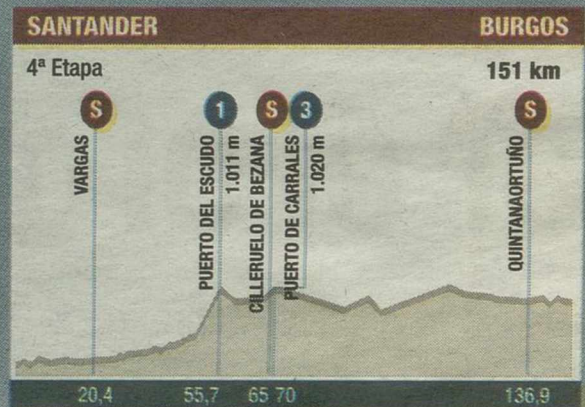 SANTANDER BURGOS
4ª Etapa 151 km
S 1 S 3 S
VARGAS
PUERTO DEL ESCUDO
1.011 m
CILLERUELO DE BEZANA
PUERTO DE CARRALES
1.020 m
QUINTANAORTUÑO
20,4 55,7 65 70 136,9